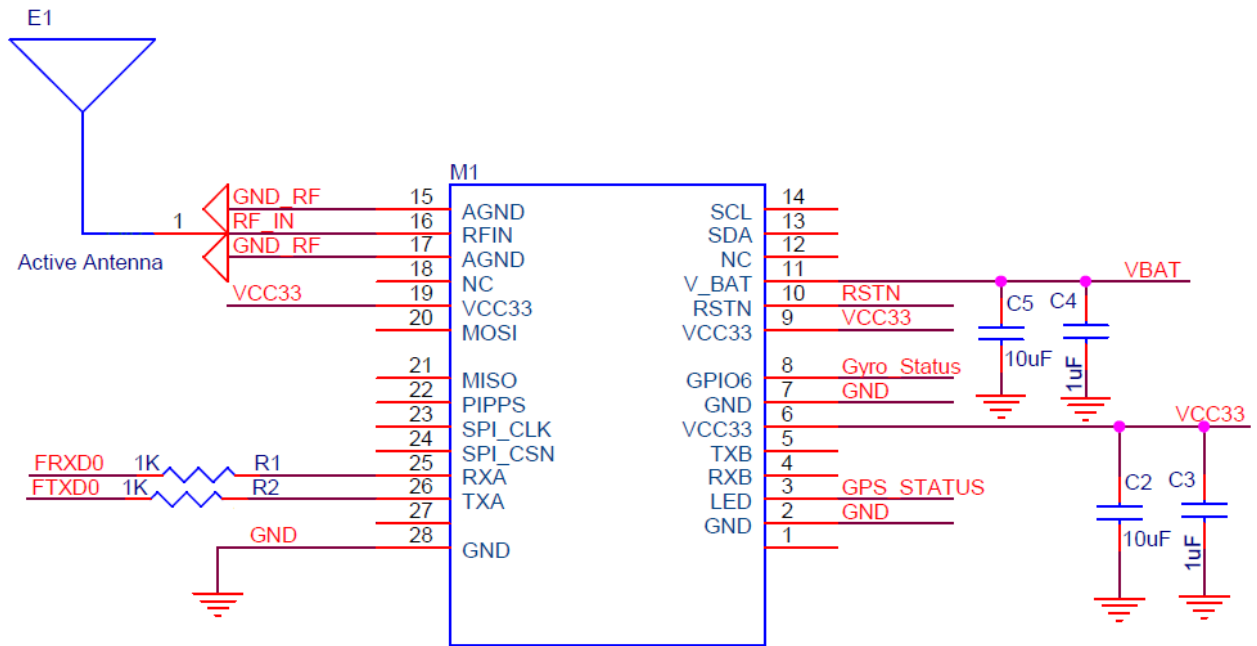 E1
M1
GND_RF 15 AGND SCL 14
1 RF_IN 16 RFIN SDA 13
GND_RF 17 AGND NC 12
Active Antenna
18 NC V_BAT 11 VBAT
VCC33 19 VCC33 RSTN 10 RSTN C5 C4
20 MOSI VCC33 9 VCC33
10uF 1uF
21 MISO GPIO6 8 Gyro_Status
22 PIPPS GND 7 GND
23 SPI_CLK VCC33 6 VCC33
24 SPI_CSN TXB 5
FRXD0 1K R1 25 RXA RXB 4
FTXD0 1K R2 26 TXA LED 3 GPS_STATUS C2 C3
27 GND 2 GND
10uF 1uF
GND 28 GND 1